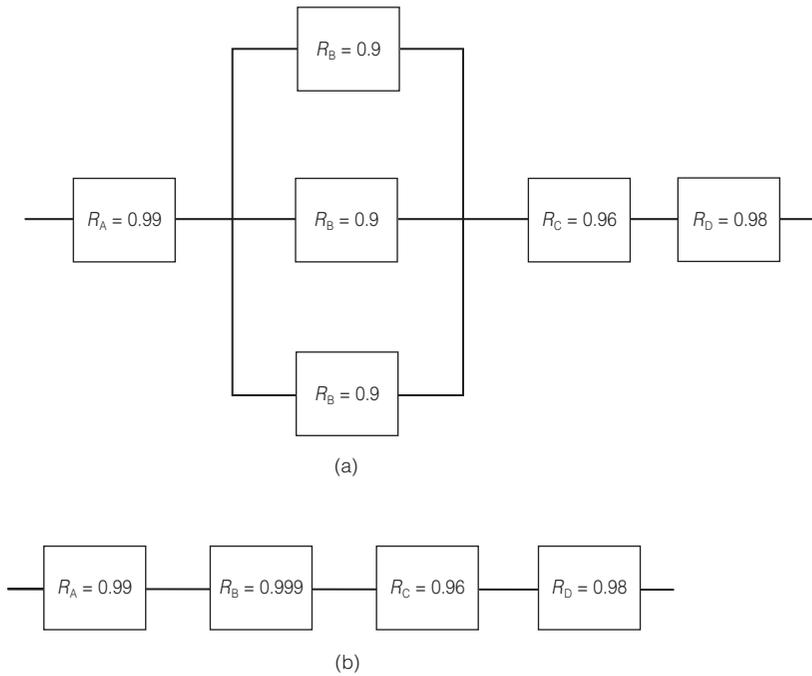 R_B = 0.9
R_A = 0.99
R_B = 0.9
R_C = 0.96
R_D = 0.98
R_B = 0.9
(a)
R_A = 0.99
R_B = 0.999
R_C = 0.96
R_D = 0.98
(b)